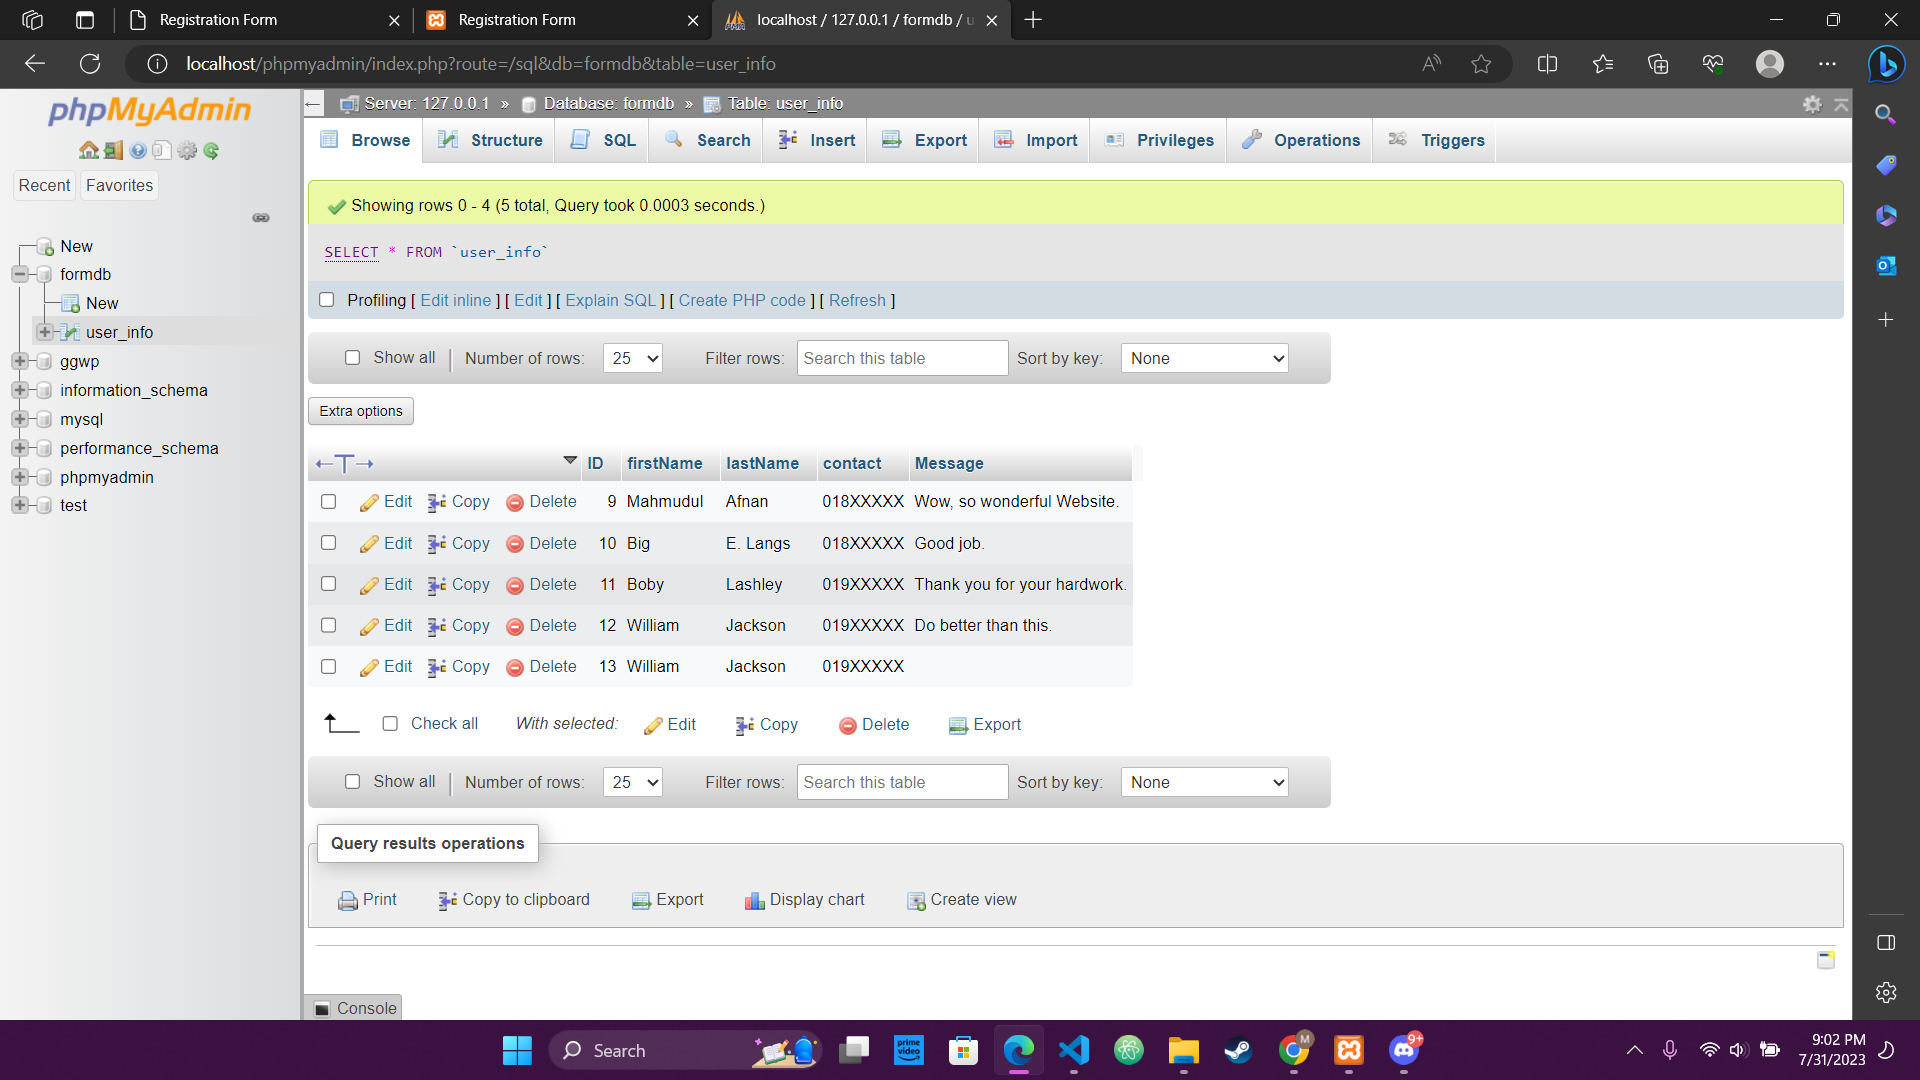 Registration Form
Registration Form
localhost / 127.0.0.1 / formdb / u
localhost/phpmyadmin/index.php?route=/sql&db=formdb&table=user_info
phpMyAdmin
Recent Favorites
New
formdb
New
user_info
ggwp
information_schema
mysql
performance_schema
phpmyadmin
test
Server: 127.0.0.1 » Database: formdb » Table: user_info
Browse Structure SQL Search Insert Export Import Privileges Operations Triggers
Showing rows 0 - 4 (5 total, Query took 0.0003 seconds.)
SELECT * FROM `user_info`
Profiling [ Edit inline ] [ Edit ] [ Explain SQL ] [ Create PHP code ] [ Refresh ]
Show all Number of rows: 25 Filter rows: Search this table Sort by key: None
Extra options
ID firstName lastName contact Message
Edit Copy Delete 9 Mahmudul Afnan 018XXXXX Wow, so wonderful Website.
Edit Copy Delete 10 Big E. Langs 018XXXXX Good job.
Edit Copy Delete 11 Boby Lashley 019XXXXX Thank you for your hardwork.
Edit Copy Delete 12 William Jackson 019XXXXX Do better than this.
Edit Copy Delete 13 William Jackson 019XXXXX
Check all With selected: Edit Copy Delete Export
Show all Number of rows: 25 Filter rows: Search this table Sort by key: None
Query results operations
Print Copy to clipboard Export Display chart Create view
Console
Search
prime video
M
9+
9:02 PM
7/31/2023